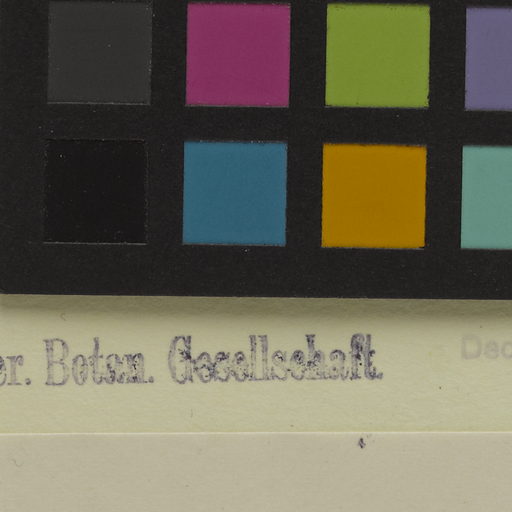 er. Botan. Gesellschaft.